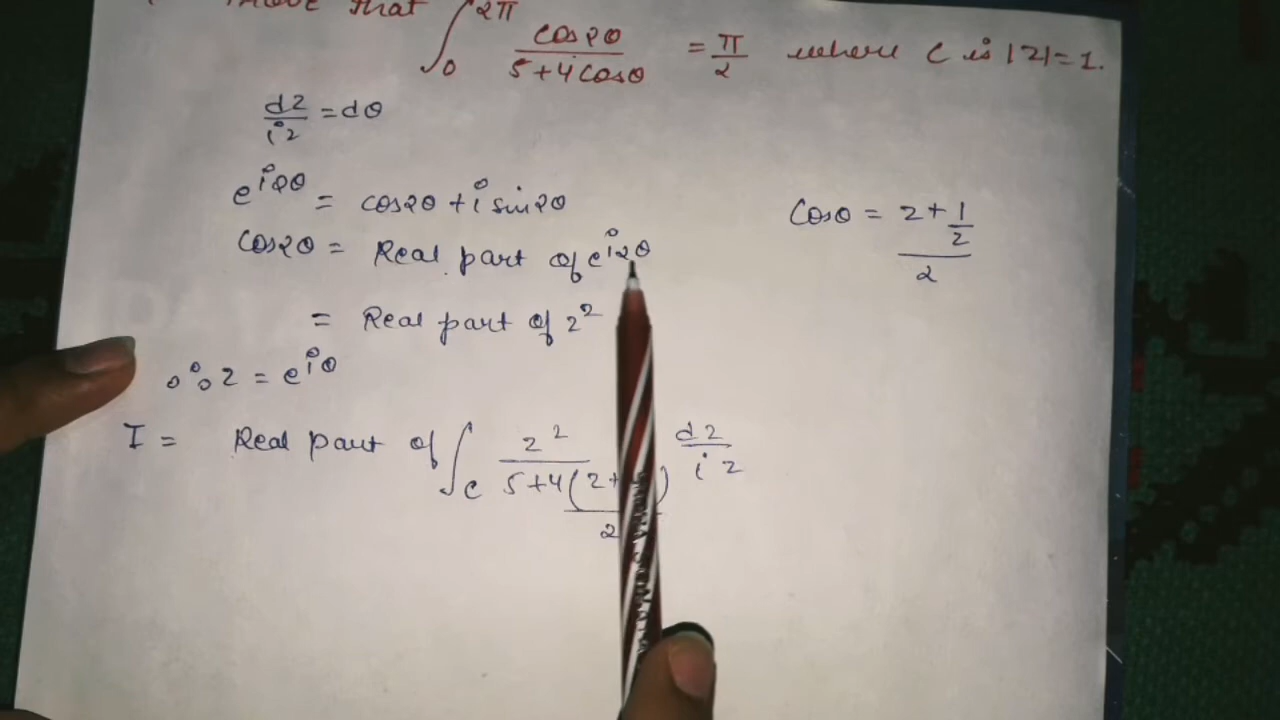 Prove that ∫₀^2π cos2θ / 5+4cosθ = π/2 where C is |z|=1.
dz/iz = dθ
e^i2θ = cos2θ + i sin2θ
cosθ = z+1/z / 2
cos2θ = Real part of e^i2θ
= Real part of z²
∴ z = e^iθ
I = Real part of ∫_c z² / 5+4(z+ ) / 2 dz/iz